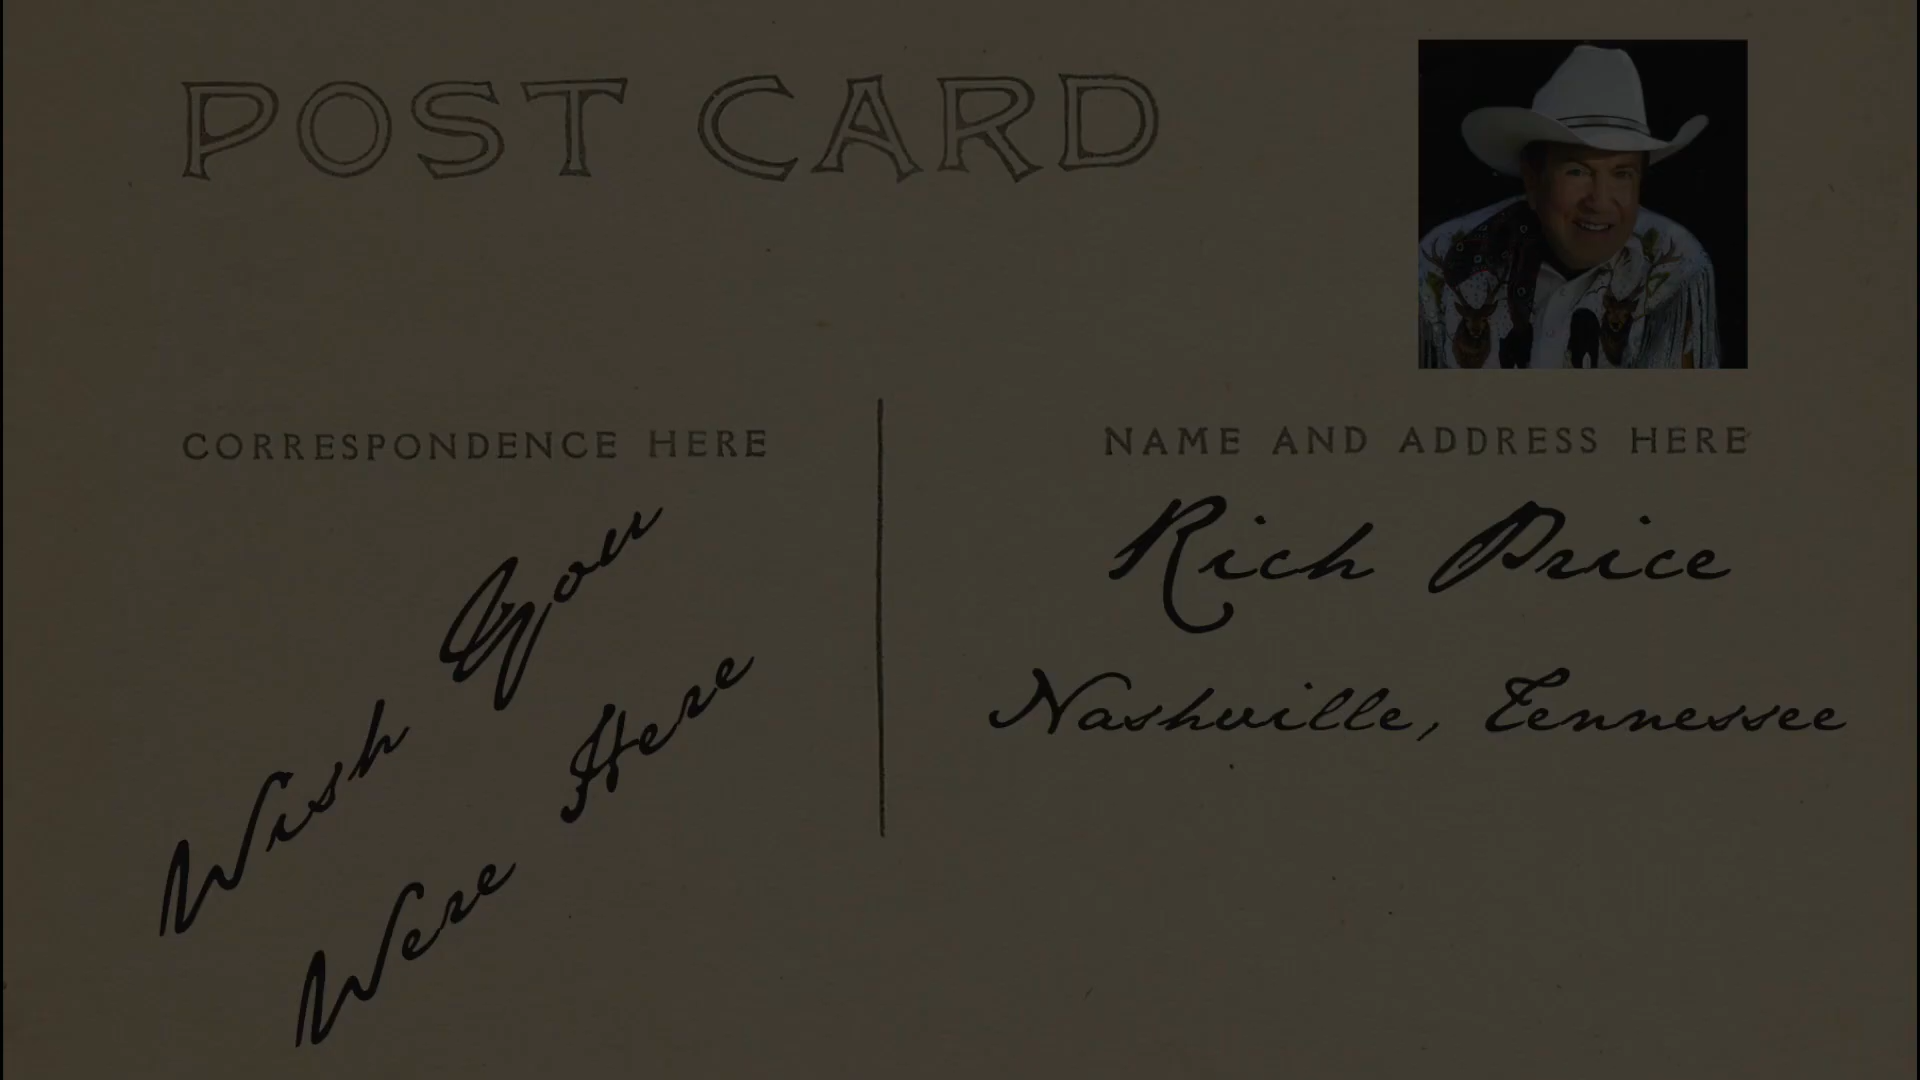 POST CARD
CORRESPONDENCE HERE
Wish You
Were Here
NAME AND ADDRESS HERE
Rich Price
Nashville, Tennessee